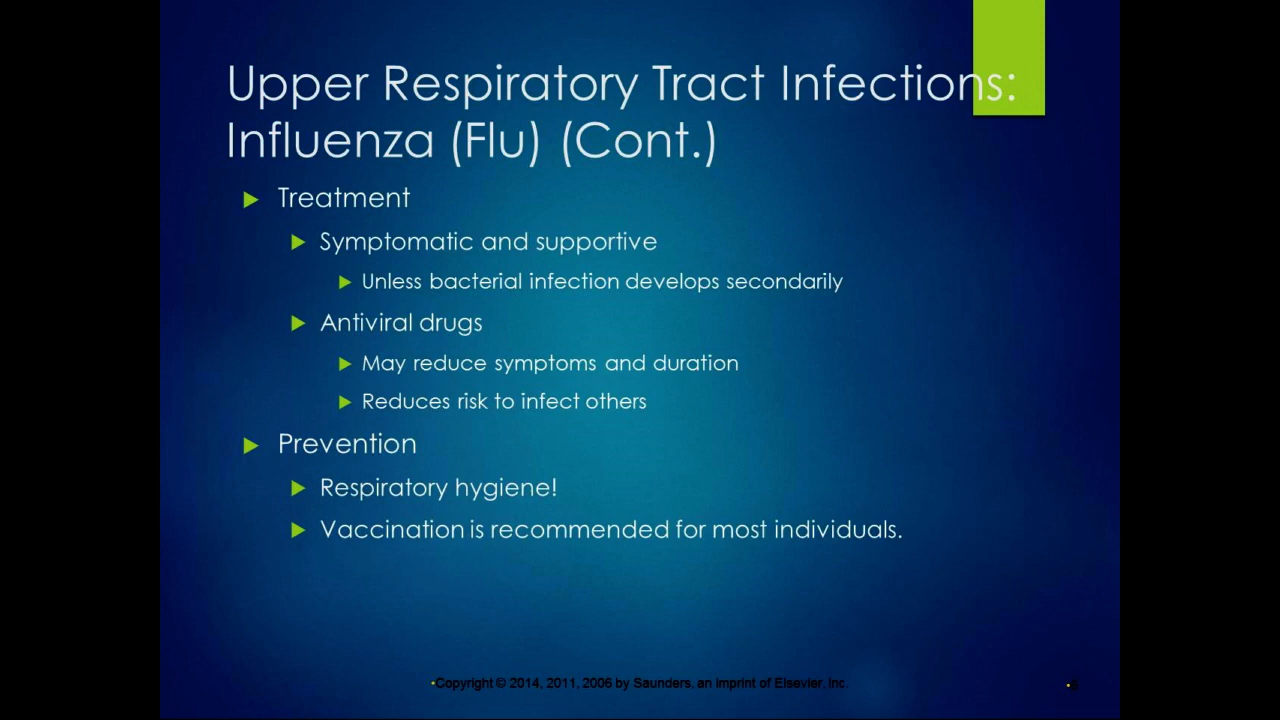 Upper Respiratory Tract Infections:
Influenza (Flu) (Cont.)
Treatment
Symptomatic and supportive
Unless bacterial infection develops secondarily
Antiviral drugs
May reduce symptoms and duration
Reduces risk to infect others
Prevention
Respiratory hygiene!
Vaccination is recommended for most individuals.
•Copyright © 2014, 2011, 2006 by Saunders, an imprint of Elsevier, Inc.